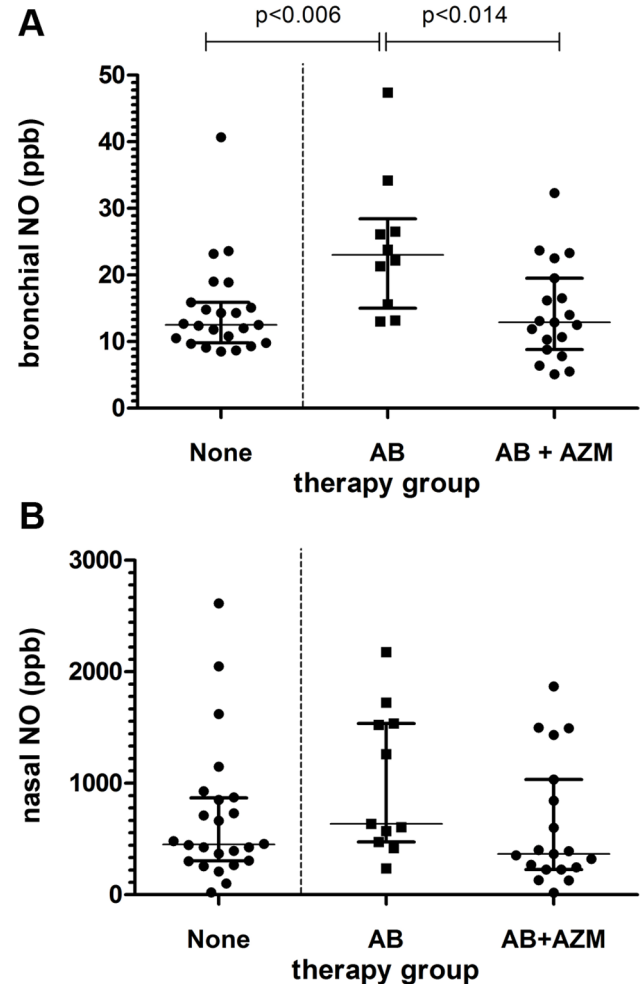 A
p<0.006 p<0.014
50
40
30
20
10
0
bronchial NO (ppb)
None AB AB + AZM
therapy group
B
3000
2000
1000
0
nasal NO (ppb)
None AB AB+AZM
therapy group